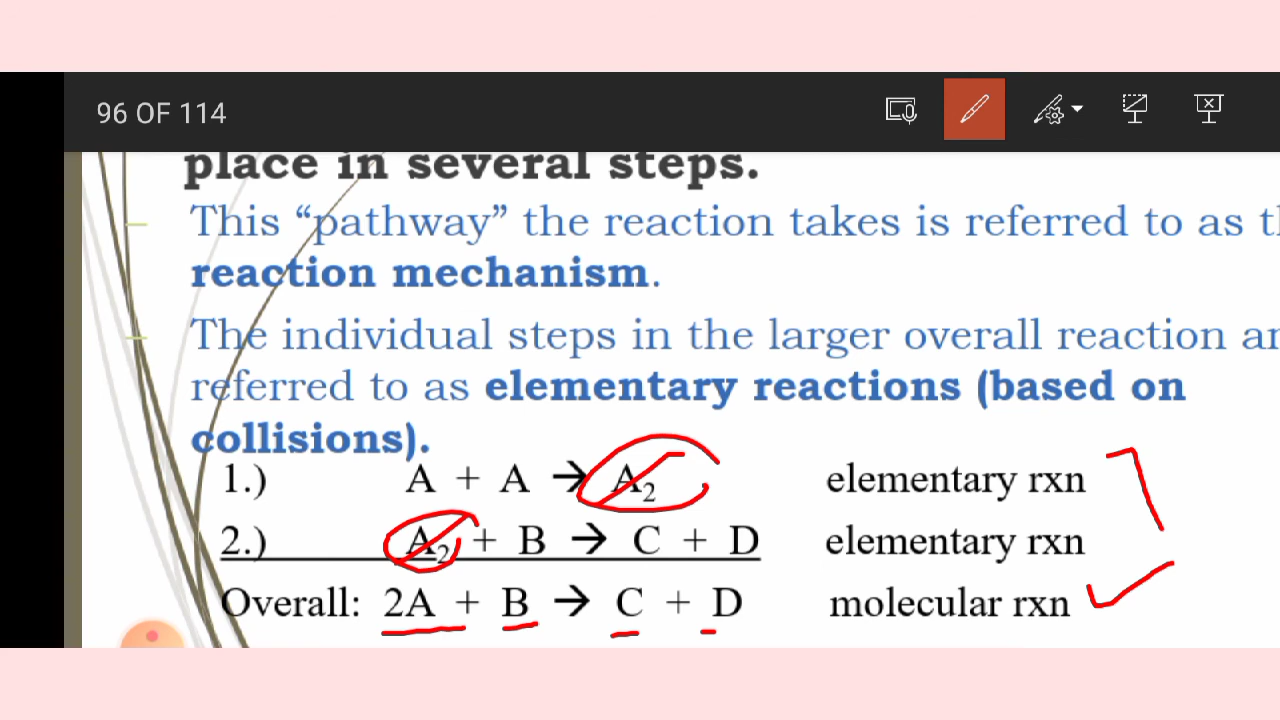 96 OF 114
place in several steps.
This “pathway” the reaction takes is referred to as th
reaction mechanism.
The individual steps in the larger overall reaction ar
referred to as elementary reactions (based on
collisions).
1.) A + A → A₂ elementary rxn
2.) A₂ + B → C + D elementary rxn
Overall: 2A + B → C + D molecular rxn